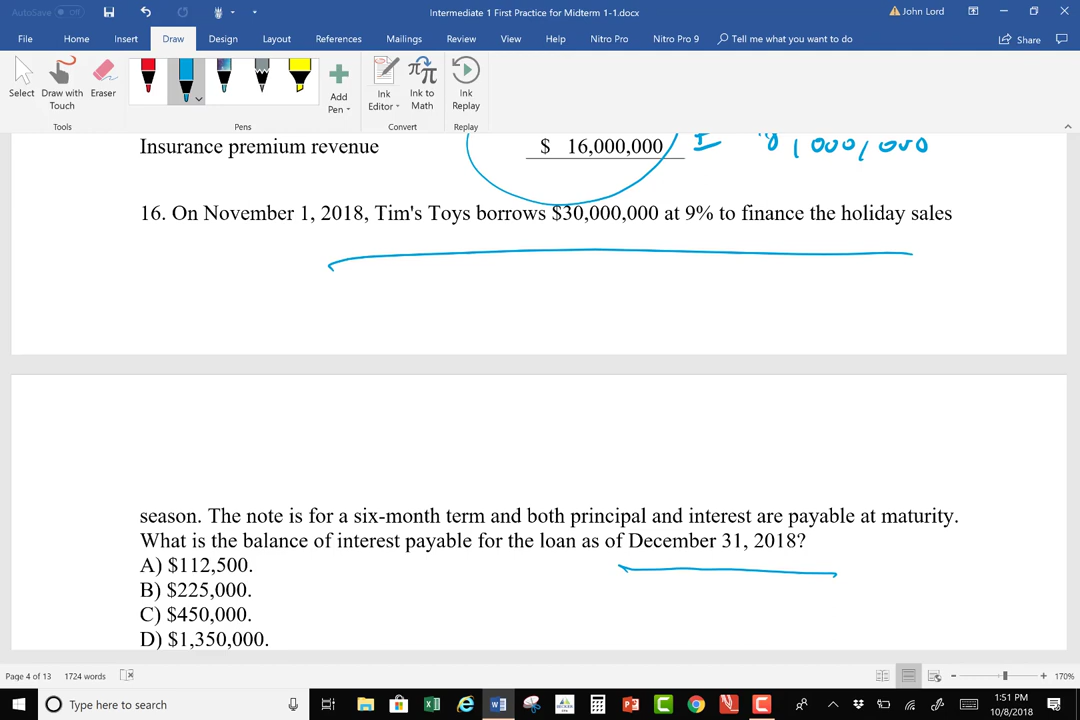 AutoSave Off
Intermediate 1 First Practice for Midterm 1-1.docx
John Lord
File Home Insert Draw Design Layout References Mailings Review View Help Nitro Pro Nitro Pro 9 Tell me what you want to do
Share
Select
Draw with Touch
Eraser
Add Pen
Ink Editor
Ink to Math
Ink Replay
Tools Pens Convert Replay
Insurance premium revenue $ 16,000,000
16. On November 1, 2018, Tim's Toys borrows $30,000,000 at 9% to finance the holiday sales
season. The note is for a six-month term and both principal and interest are payable at maturity.
What is the balance of interest payable for the loan as of December 31, 2018?
A) $112,500.
B) $225,000.
C) $450,000.
D) $1,350,000.
Page 4 of 13 1724 words
170%
Type here to search
1:51 PM
10/8/2018